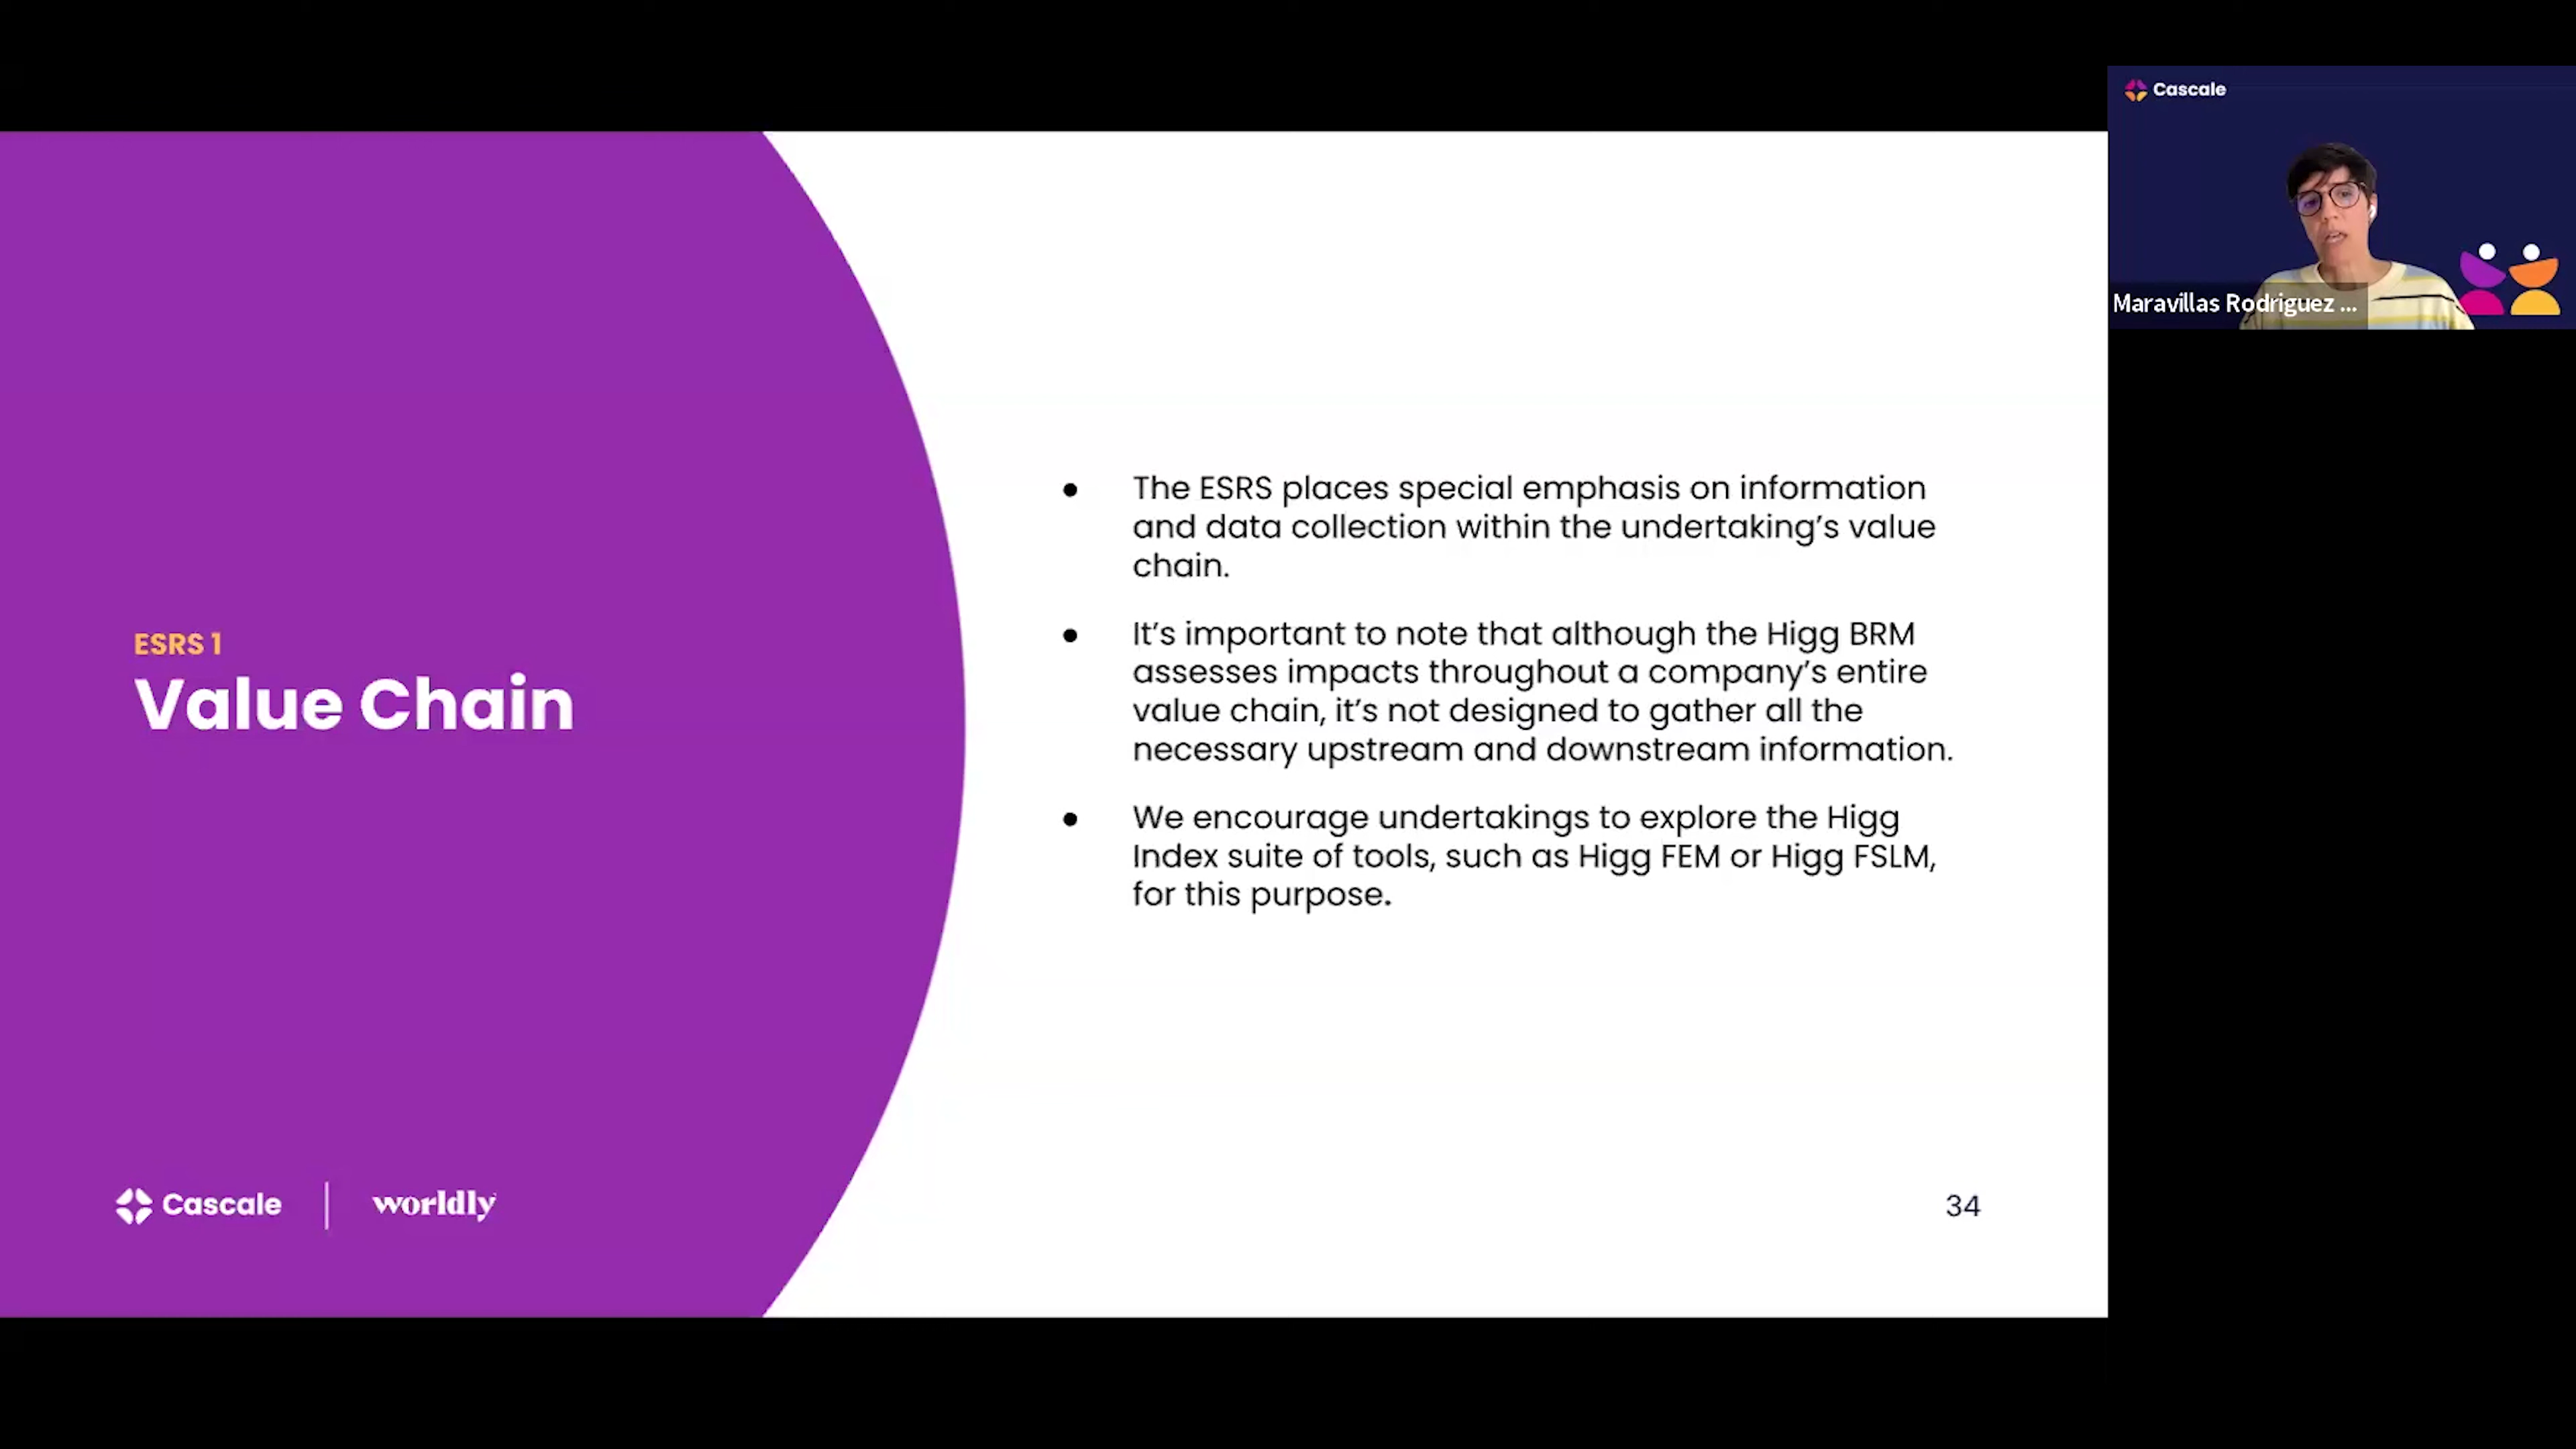 Cascale
Maravillas Rodriguez ...
ESRS 1
Value Chain
● The ESRS places special emphasis on information
and data collection within the undertaking’s value
chain.
● It’s important to note that although the Higg BRM
assesses impacts throughout a company’s entire
value chain, it’s not designed to gather all the
necessary upstream and downstream information.
● We encourage undertakings to explore the Higg
Index suite of tools, such as Higg FEM or Higg FSLM,
for this purpose.
Cascale | worldly
34